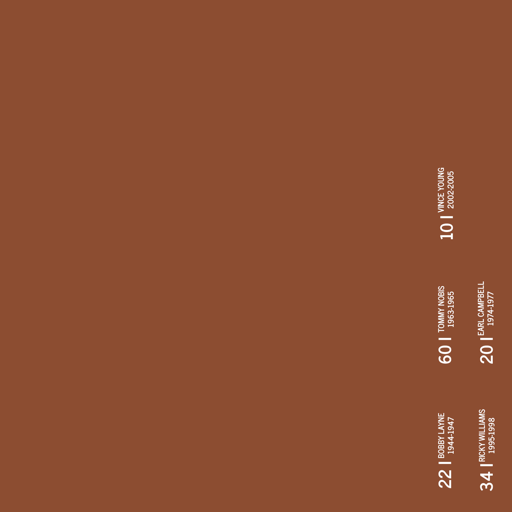 22 | BOBBY LAYNE
1944-1947
60 | TOMMY NOBIS
1963-1965
10 | VINCE YOUNG
2002-2005
34 | RICKY WILLIAMS
1995-1998
20 | EARL CAMPBELL
1974-1977